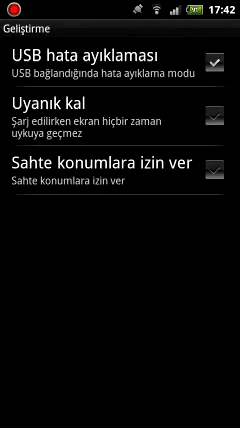 17:42
Geliştirme
USB hata ayıklaması
USB bağlandığında hata ayıklama modu
Uyanık kal
Şarj edilirken ekran hiçbir zaman
uykuya geçmez
Sahte konumlara izin ver
Sahte konumlara izin ver